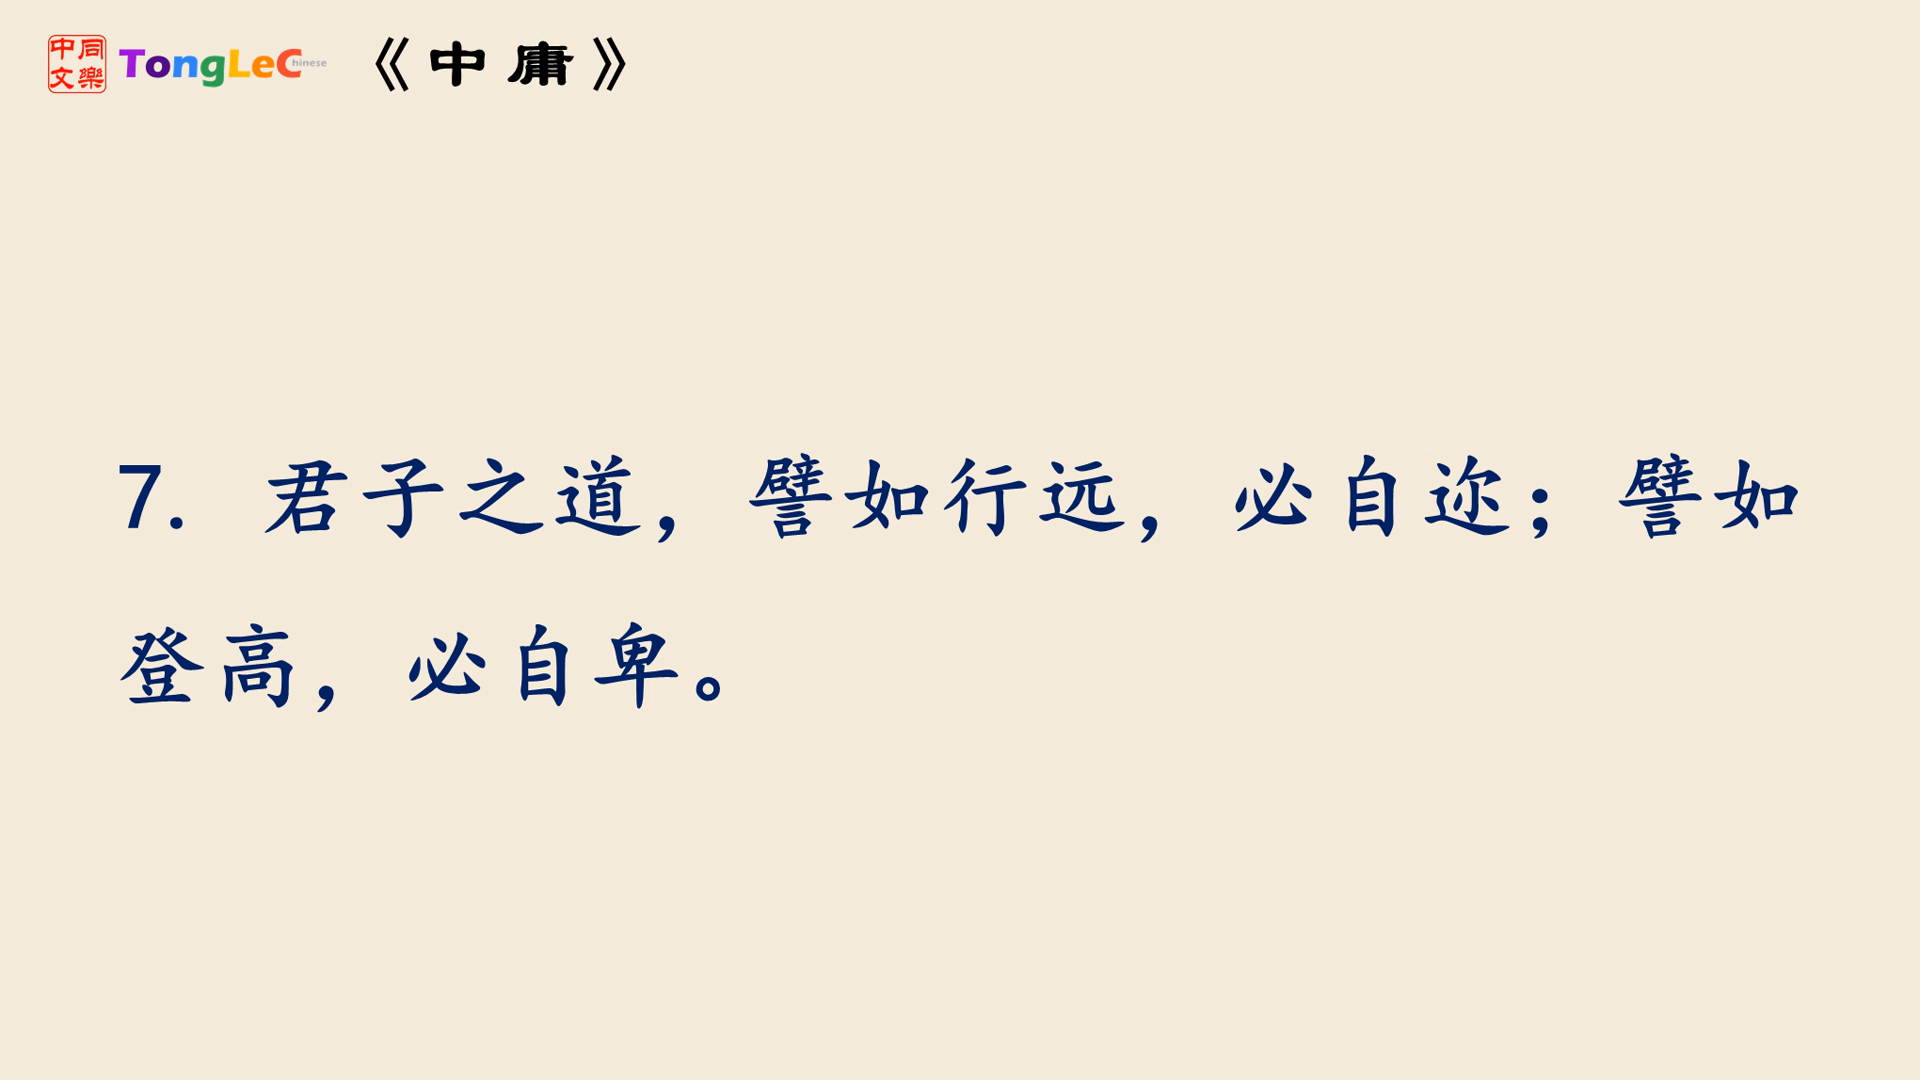 中同
文樂
TongLeChinese 《中庸》
7. 君子之道，譬如行远，必自迩；譬如
登高，必自卑。